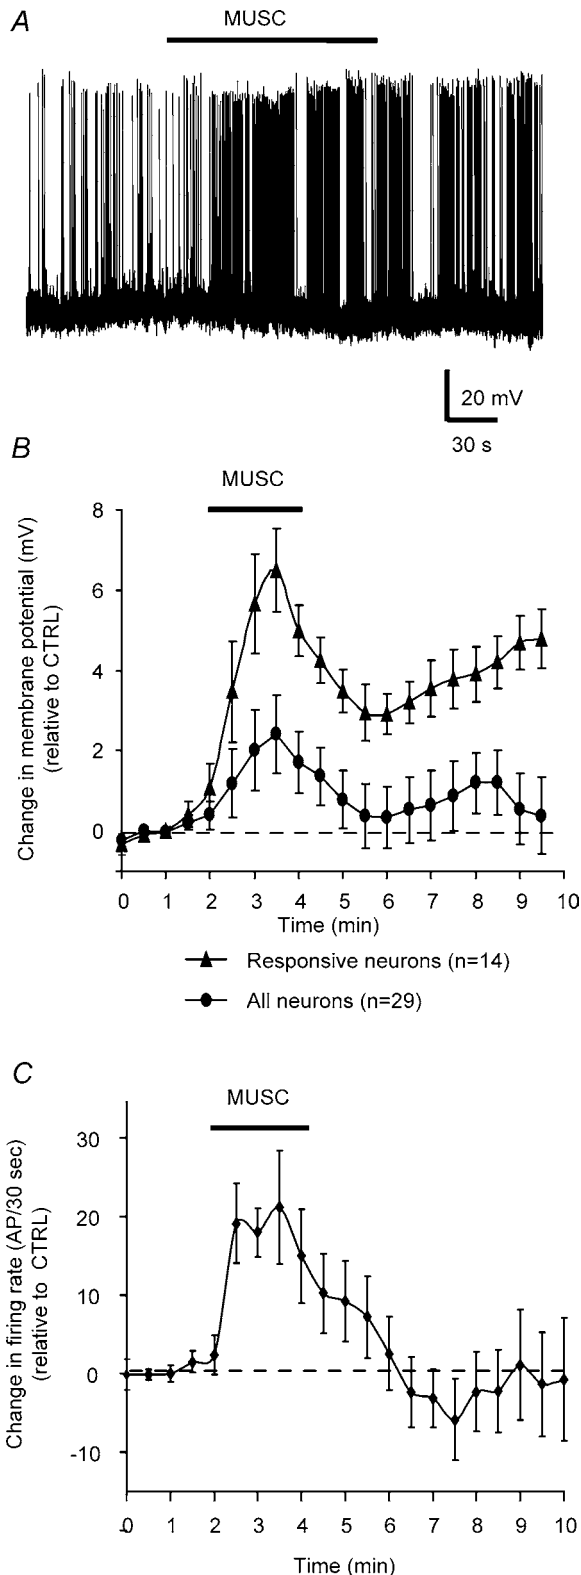 A
MUSC
20 mV
30 s
B
MUSC
Change in membrane potential (mV)
(relative to CTRL)
8
6
4
2
0
0 1 2 3 4 5 6 7 8 9 10
Time (min)
Responsive neurons (n=14)
All neurons (n=29)
C
MUSC
Change in firing rate (AP/30 sec)
(relative to CTRL)
30
20
10
0
-10
0 1 2 3 4 5 6 7 8 9 10
Time (min)